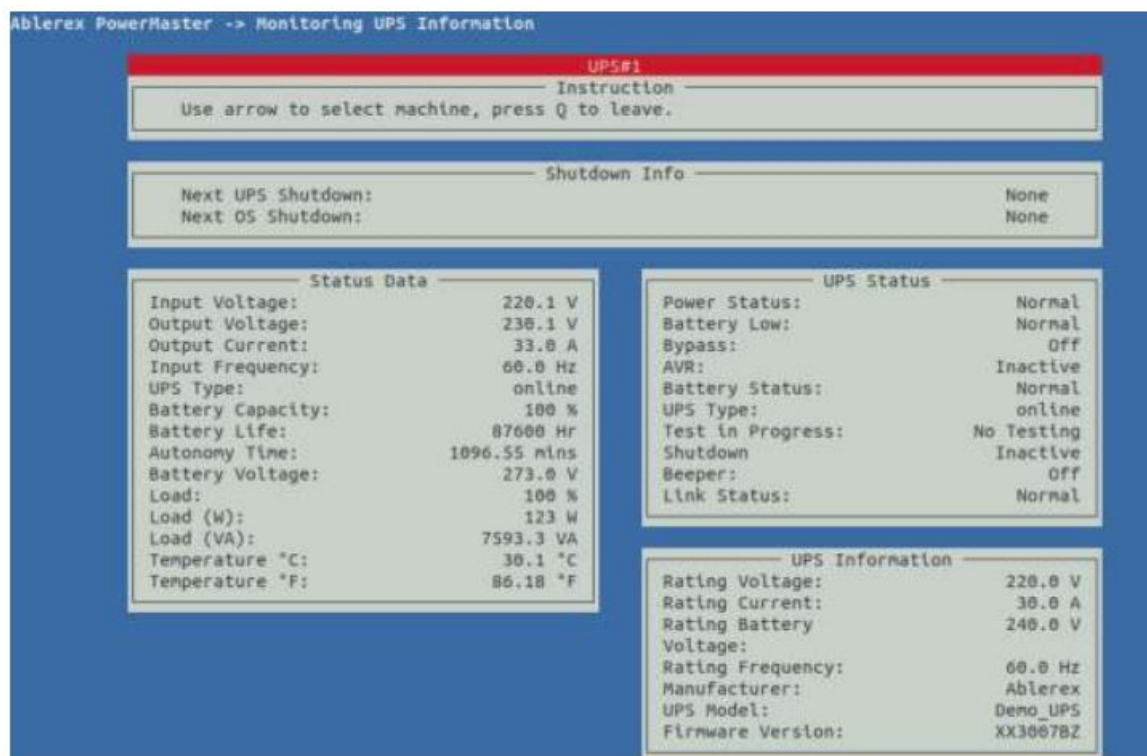 Ablerex PowerMaster -> Monitoring UPS Information
UPS#1
Instruction
Use arrow to select machine, press Q to leave.
Shutdown Info
Next UPS Shutdown: None
Next OS Shutdown: None
Status Data
Input Voltage: 220.1 V
Output Voltage: 230.1 V
Output Current: 33.0 A
Input Frequency: 60.0 Hz
UPS Type: online
Battery Capacity: 100 %
Battery Life: 87600 Hr
Autonomy Time: 1096.55 mins
Battery Voltage: 273.0 V
Load: 100 %
Load (W): 123 W
Load (VA): 7593.3 VA
Temperature °C: 30.1 °C
Temperature °F: 86.18 °F
UPS Status
Power Status: Normal
Battery Low: Normal
Bypass: Off
AVR: Inactive
Battery Status: Normal
UPS Type: online
Test in Progress: No Testing
Shutdown Inactive
Beeper: Off
Link Status: Normal
UPS Information
Rating Voltage: 220.0 V
Rating Current: 30.0 A
Rating Battery 240.0 V
Voltage:
Rating Frequency: 60.0 Hz
Manufacturer: Ablerex
UPS Model: Demo_UPS
Firmware Version: XX3007BZ